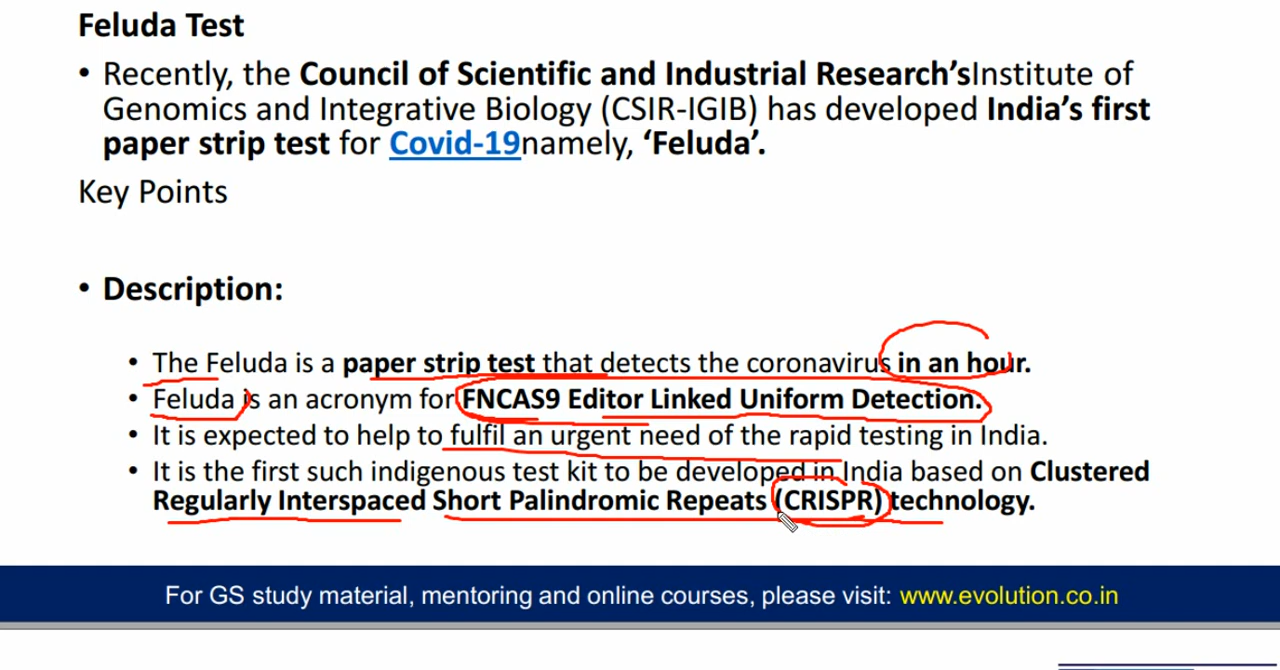 Feluda Test
• Recently, the Council of Scientific and Industrial Research'sInstitute of
Genomics and Integrative Biology (CSIR-IGIB) has developed India's first
paper strip test for Covid-19namely, 'Feluda'.
Key Points
• Description:
• The Feluda is a paper strip test that detects the coronavirus in an hour.
• Feluda is an acronym for FNCAS9 Editor Linked Uniform Detection.
• It is expected to help to fulfil an urgent need of the rapid testing in India.
• It is the first such indigenous test kit to be developed in India based on Clustered
Regularly Interspaced Short Palindromic Repeats (CRISPR) technology.
For GS study material, mentoring and online courses, please visit: www.evolution.co.in